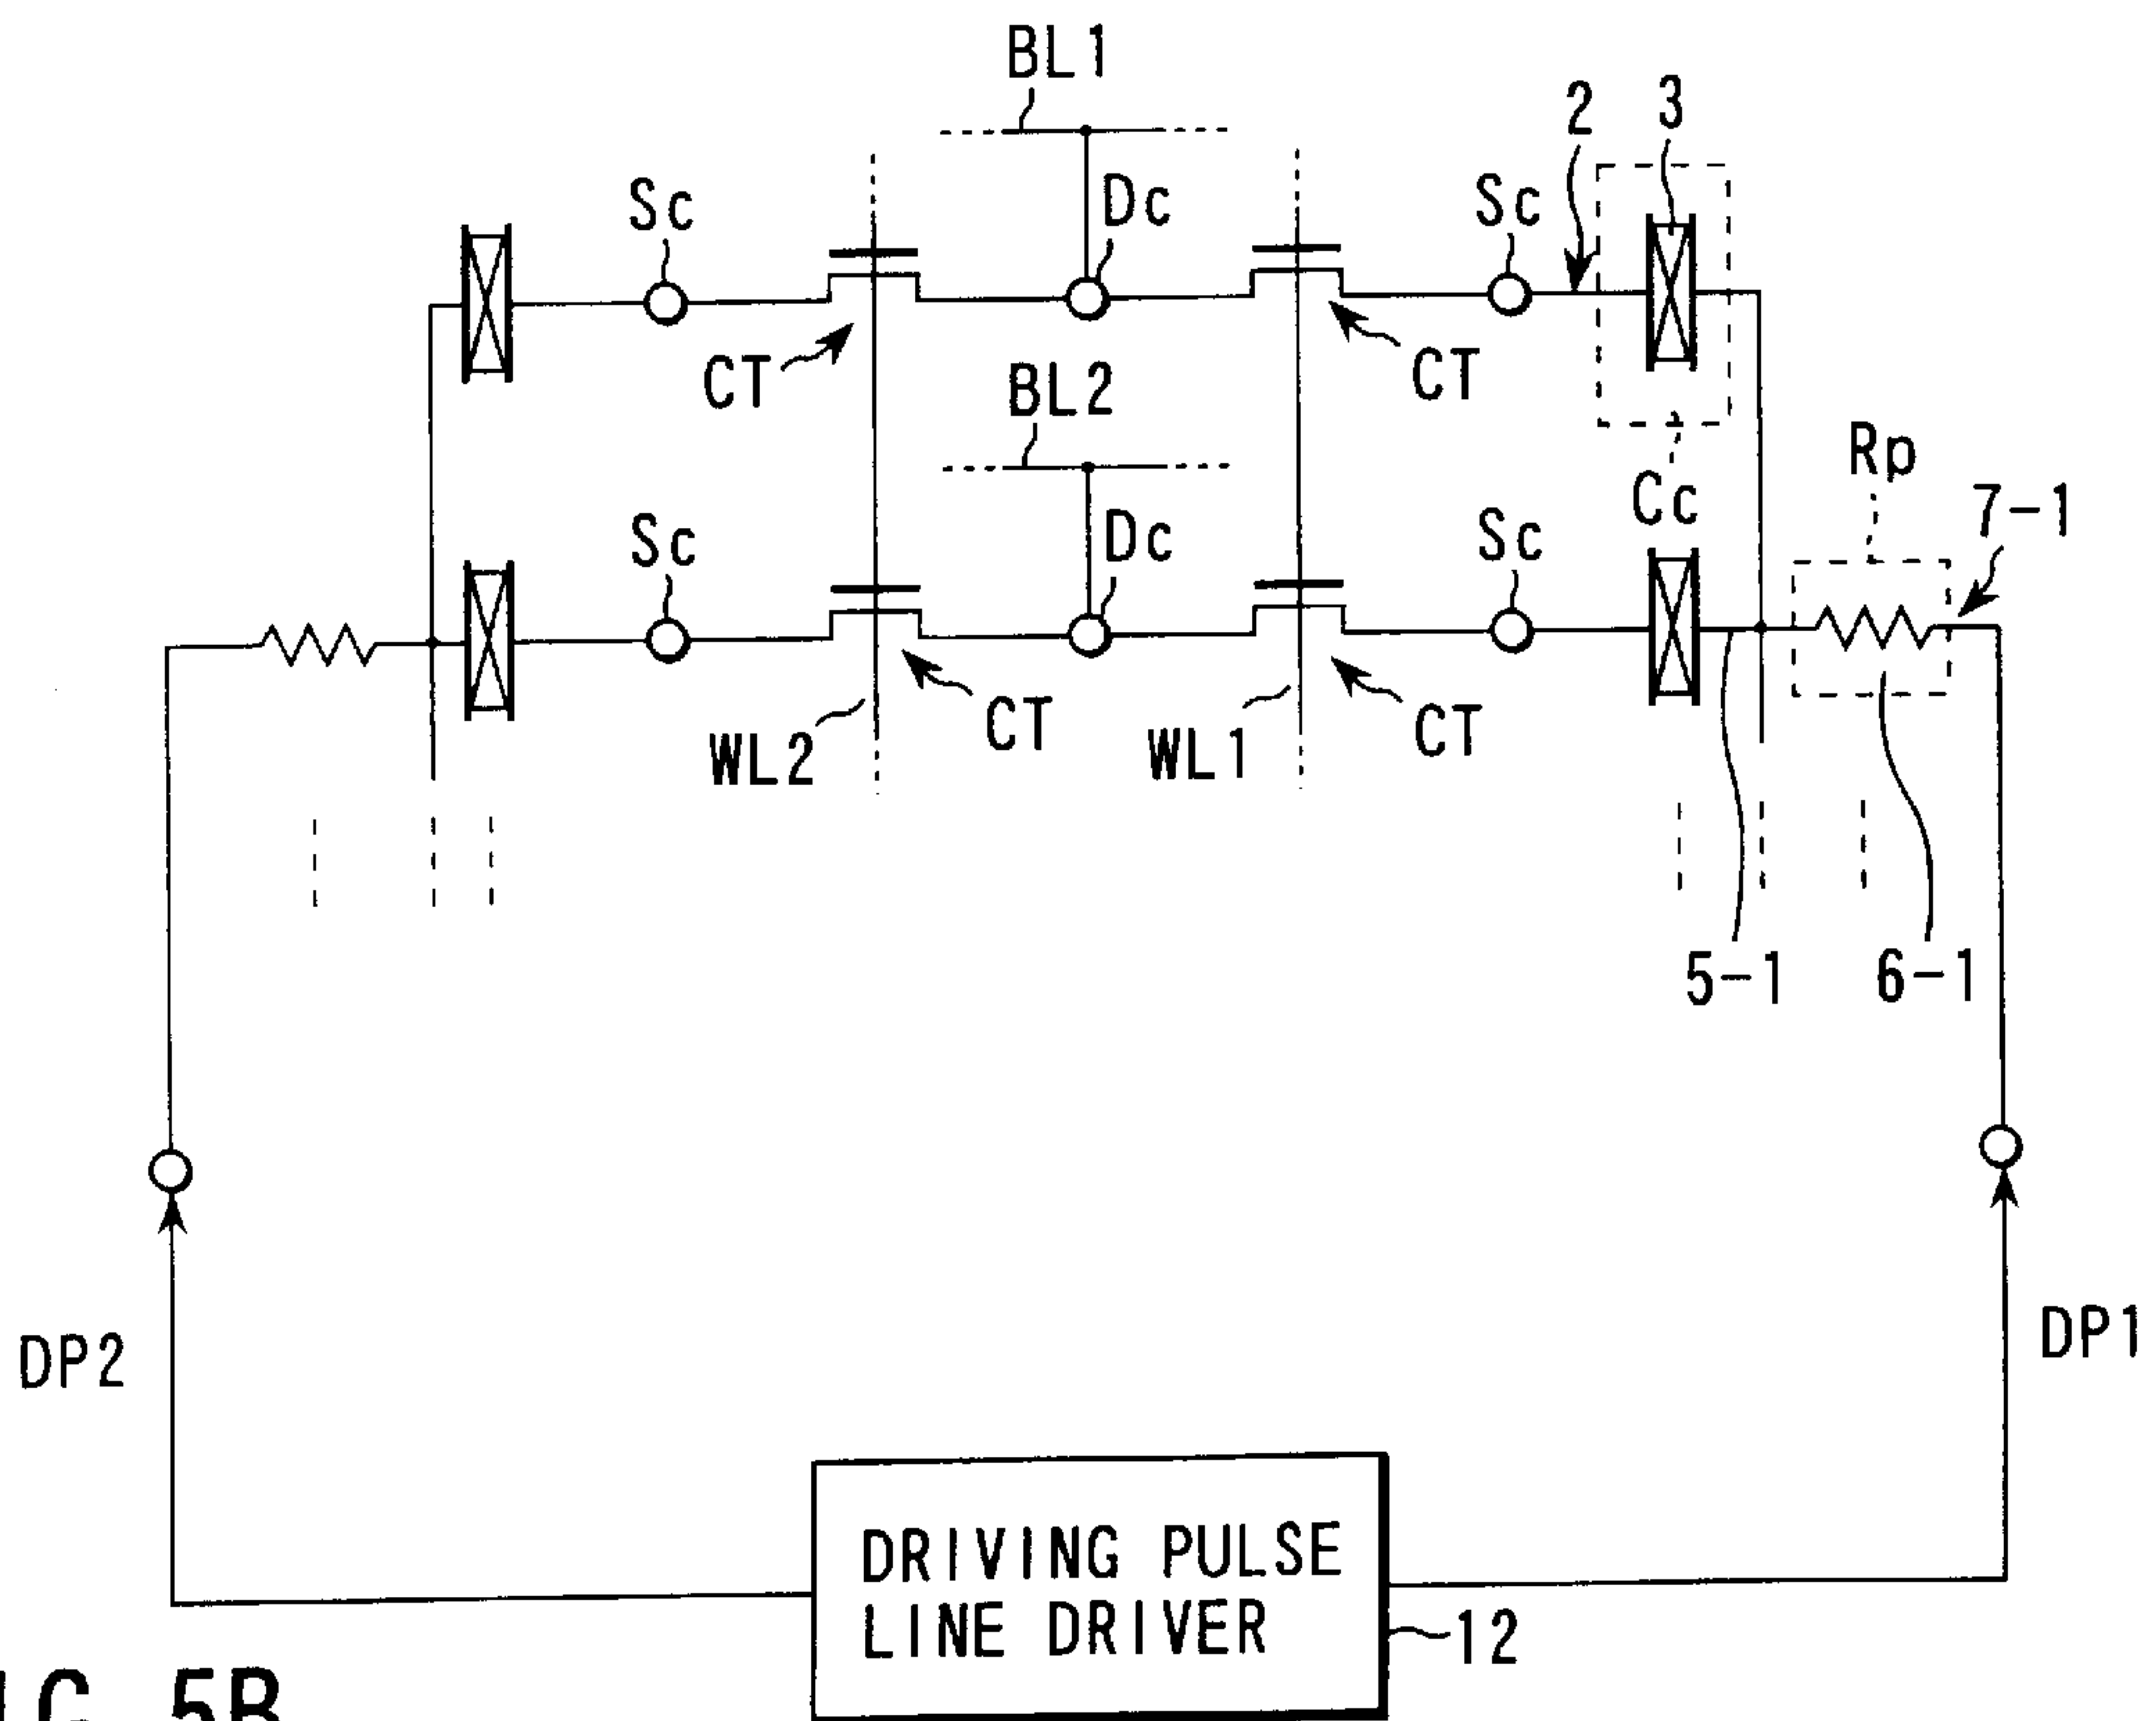 BL1
2
3
Sc
Dc
Sc
CT
BL2
CT
Cc
Rp
7-1
Sc
Dc
Sc
CT
CT
WL2
WL1
5-1
6-1
DP2
DP1
DRIVING PULSE
LINE DRIVER
12
5B